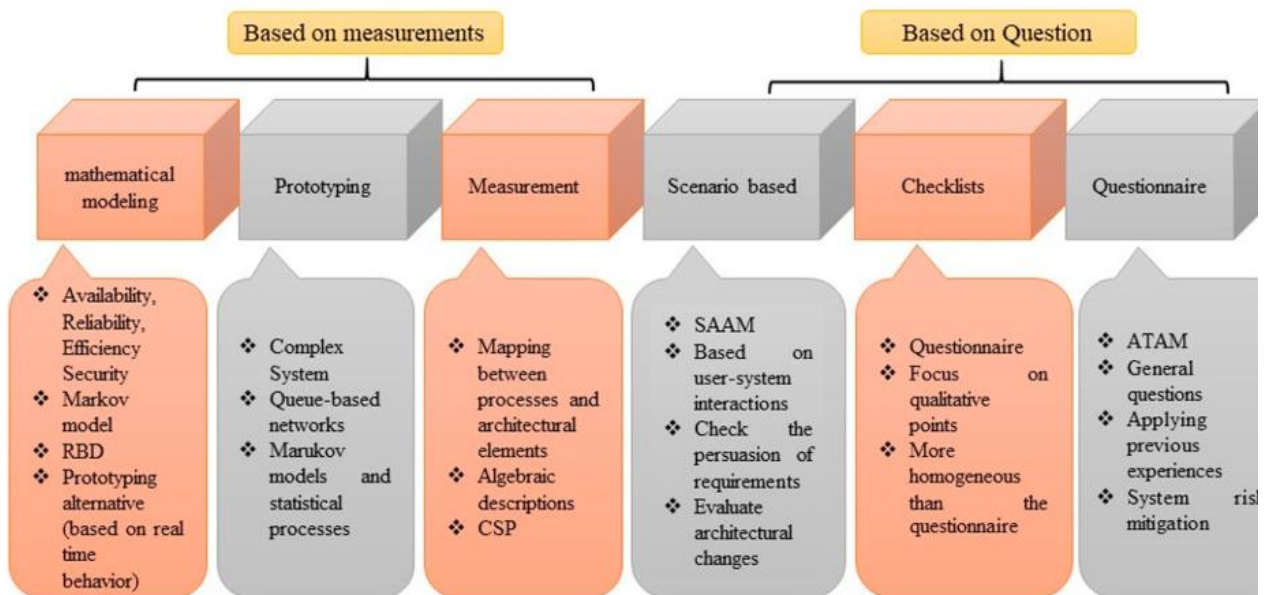 Based on measurements
Based on Question
mathematical
modeling
Prototyping
Measurement
Scenario based
Checklists
Questionnaire
❖ Availability,
Reliability,
Efficiency
Security
❖ Markov
model
❖ RBD
❖ Prototyping
alternative
(based on real
time
behavior)
❖ Complex
System
❖ Queue-based
networks
❖ Marukov
models and
statistical
processes
❖ Mapping
between
processes and
architectural
elements
❖ Algebraic
descriptions
❖ CSP
❖ SAAM
❖ Based on
user-system
interactions
❖ Check the
persuasion of
requirements
❖ Evaluate
architectural
changes
❖ Questionnaire
❖ Focus on
qualitative
points
❖ More
homogeneous
than the
questionnaire
❖ ATAM
❖ General
questions
❖ Applying
previous
experiences
❖ System
mitigation